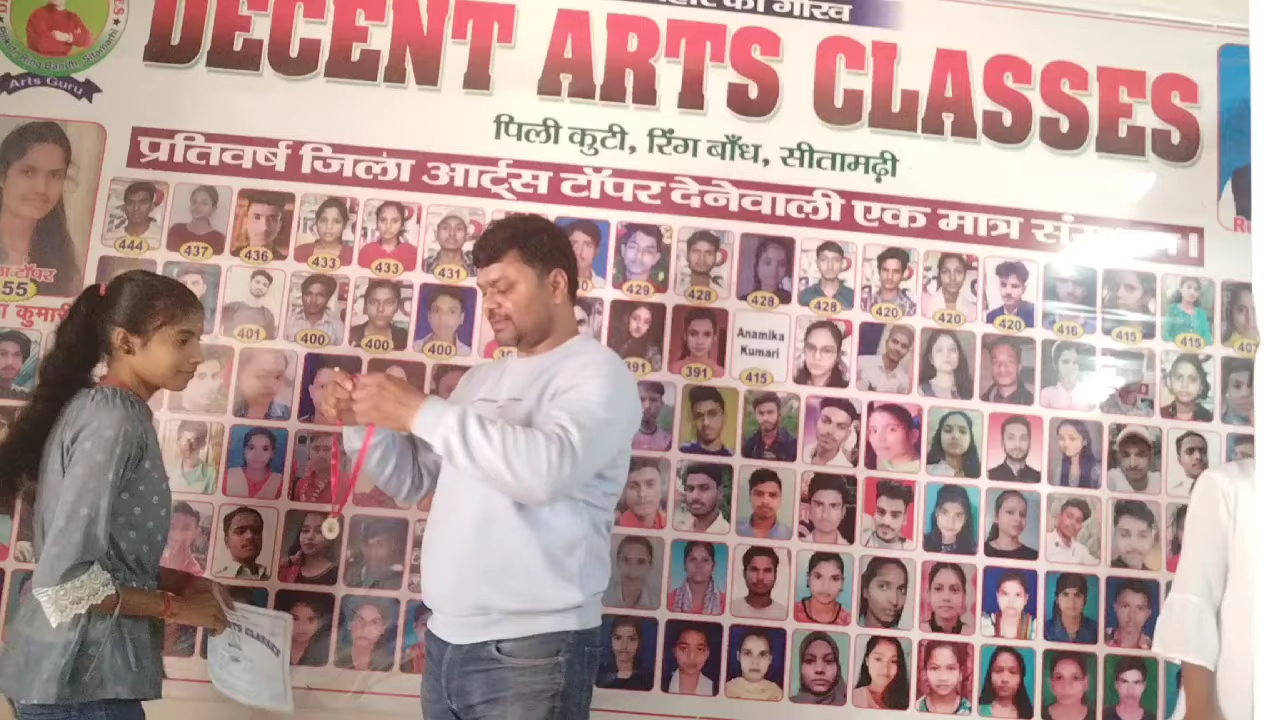 का गौरव
DECENT ARTS CLASSES
Arts Guru
पिली कुटी, रिंग बाँध, सीतामढ़ी
प्रतिवर्ष जिला आर्ट्स टॉपर देनेवाली एक मात्र
444 437 436 433 433 431 429 428 428 428 420 420 420 416 415 415
टॉपर
55
401 400 400 400 391 391
Anamika
Kumari
415
ARTS CLASSES